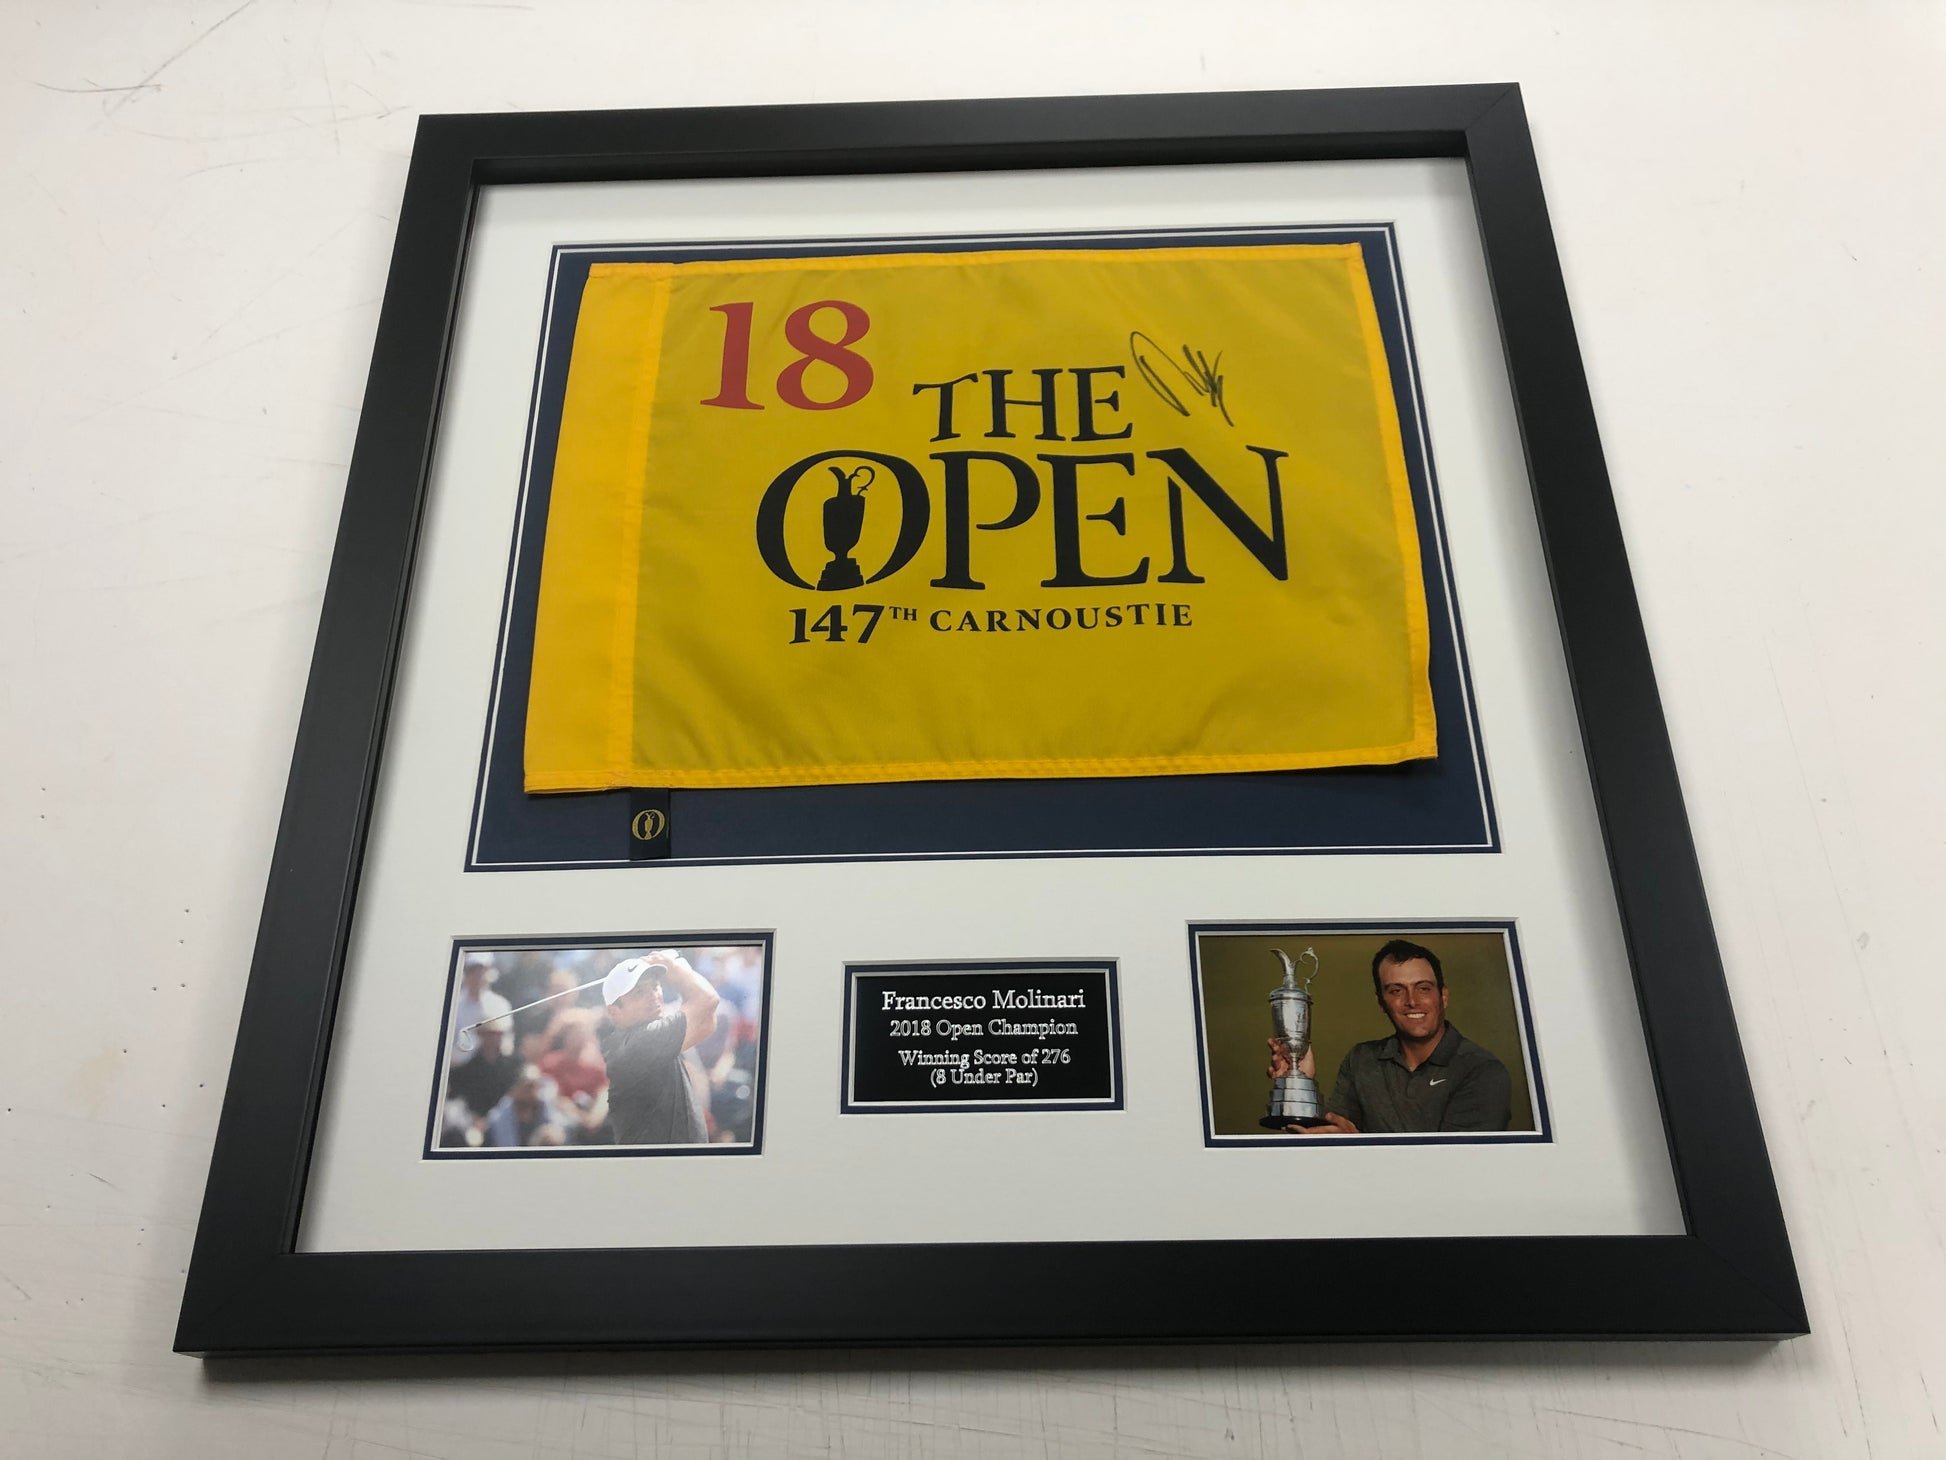 18
THE
OPEN
147TH CARNOUSTIE
Francesco Molinari
2018 Open Champion
Winning Score of 276
(8 Under Par)